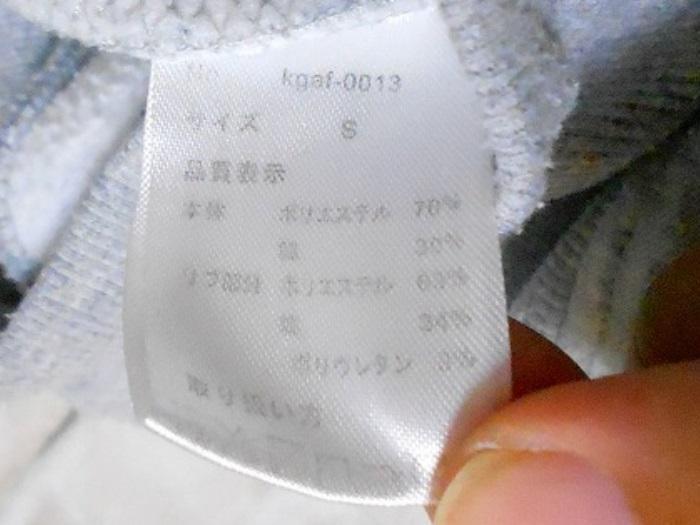 No kgaf-0013
サイズ S
品質表示
本体 ポリエステル 70%
綿 30%
リブ部分 ポリエステル 63%
綿 34%
ポリウレタン 3%
取り扱い方